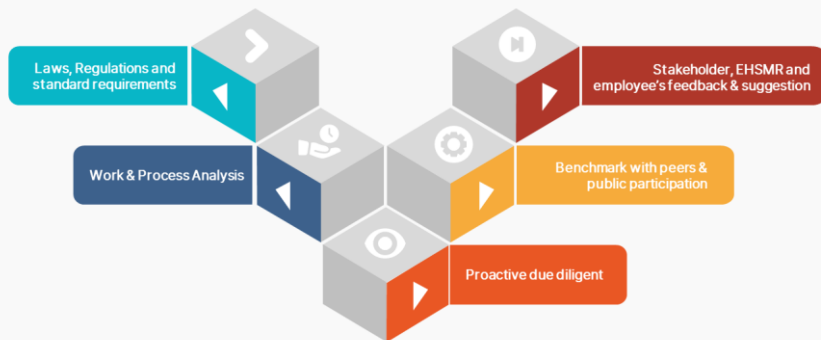 Laws, Regulations and
standard requirements
Stakeholder, EHSMR and
employee's feedback & suggestion
Work & Process Analysis
Benchmark with peers &
public participation
Proactive due diligent